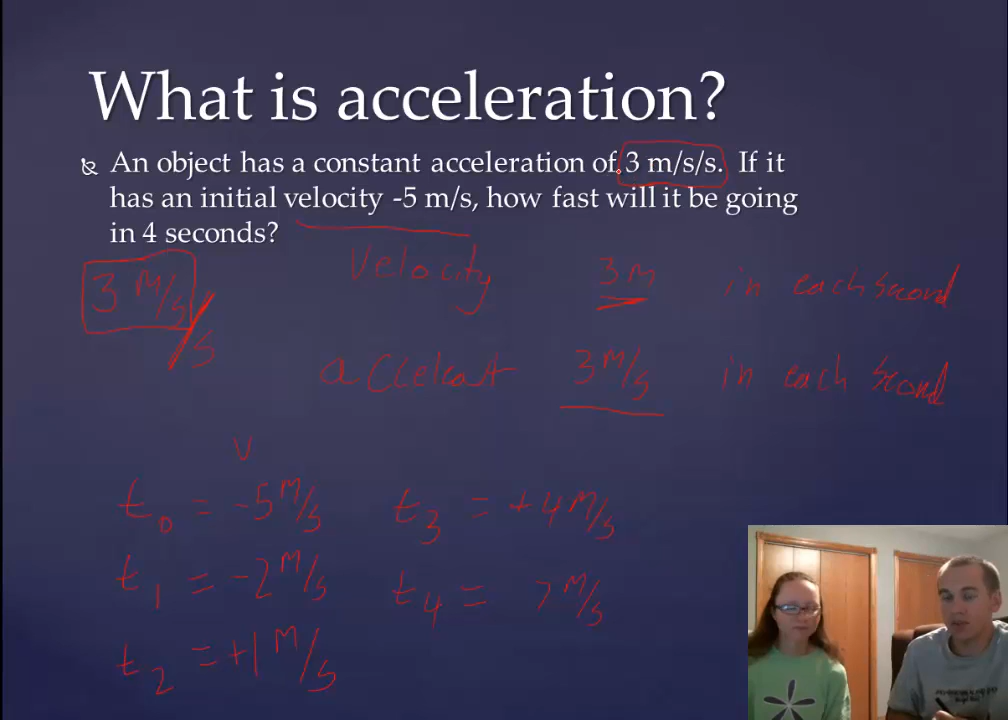 What is acceleration?
An object has a constant acceleration of 3 m/s/s. If it
has an initial velocity -5 m/s, how fast will it be going
in 4 seconds?
Velocity 3 M in each second
3 M/s/s
3 M/s in each second
V
t0 = -5 M/s t3 = +4 M/s
t1 = -2 M/s t4 = 7 M/s
t2 = +1 M/s